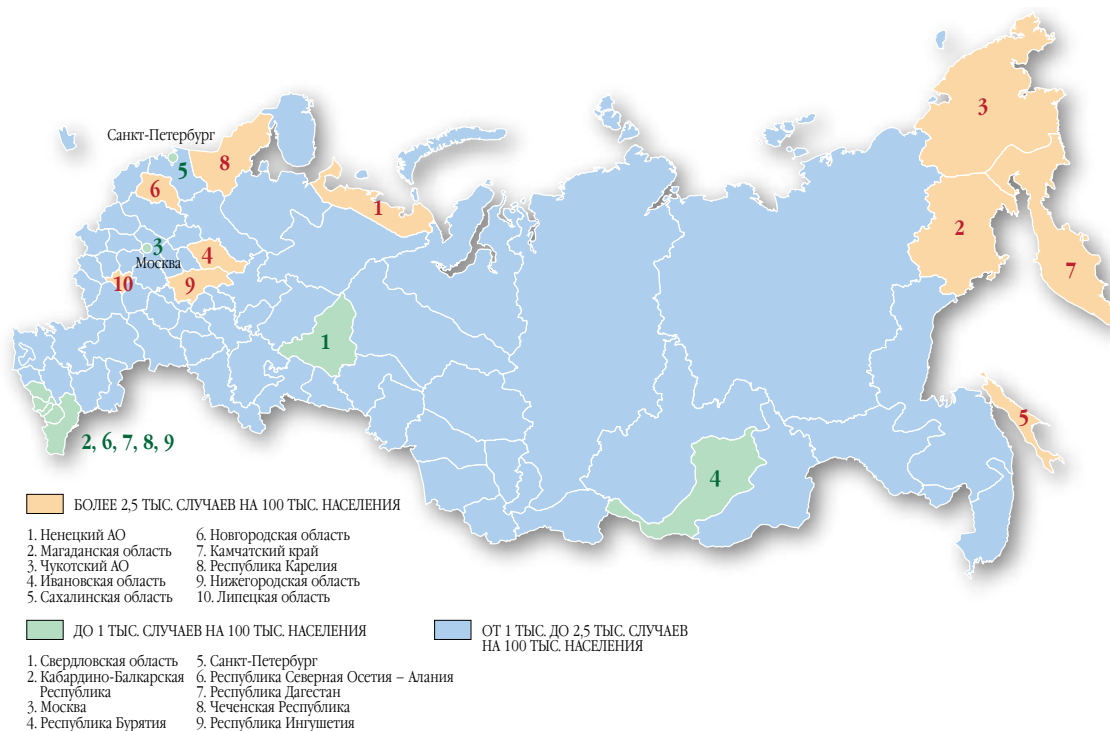 Санкт-Петербург
3
5
8
6
1
2
3
Москва
4
7
10
9
1
5
2, 6, 7, 8, 9
4
БОЛЕЕ 2,5 ТЫС. СЛУЧАЕВ НА 100 ТЫС. НАСЕЛЕНИЯ
1. Ненецкий АО
2. Магаданская область
3. Чукотский АО
4. Ивановская область
5. Сахалинская область
6. Новгородская область
7. Камчатский край
8. Республика Карелия
9. Нижегородская область
10. Липецкая область
ДО 1 ТЫС. СЛУЧАЕВ НА 100 ТЫС. НАСЕЛЕНИЯ
1. Свердловская область
2. Кабардино-Балкарская
Республика
3. Москва
4. Республика Бурятия
5. Санкт-Петербург
6. Республика Северная Осетия – Алания
7. Республика Дагестан
8. Чеченская Республика
9. Республика Ингушетия
ОТ 1 ТЫС. ДО 2,5 ТЫС. СЛУЧАЕВ
НА 100 ТЫС. НАСЕЛЕНИЯ